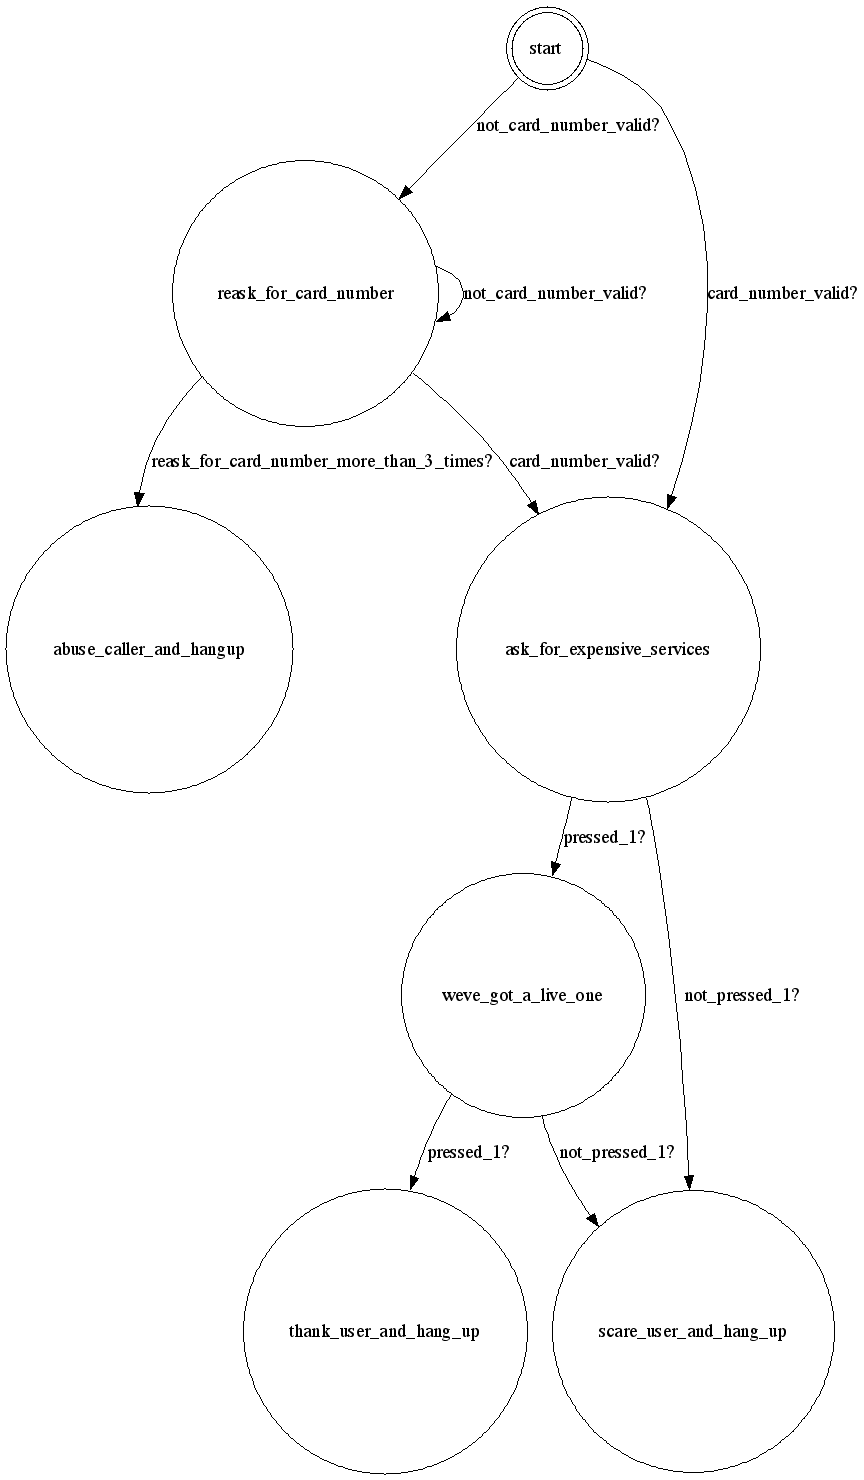 start
not_card_number_valid?
reask_for_card_number
not_card_number_valid?
card_number_valid?
reask_for_card_number_more_than_3_times?
card_number_valid?
abuse_caller_and_hangup
ask_for_expensive_services
pressed_1?
weve_got_a_live_one
not_pressed_1?
pressed_1?
not_pressed_1?
thank_user_and_hang_up
scare_user_and_hang_up